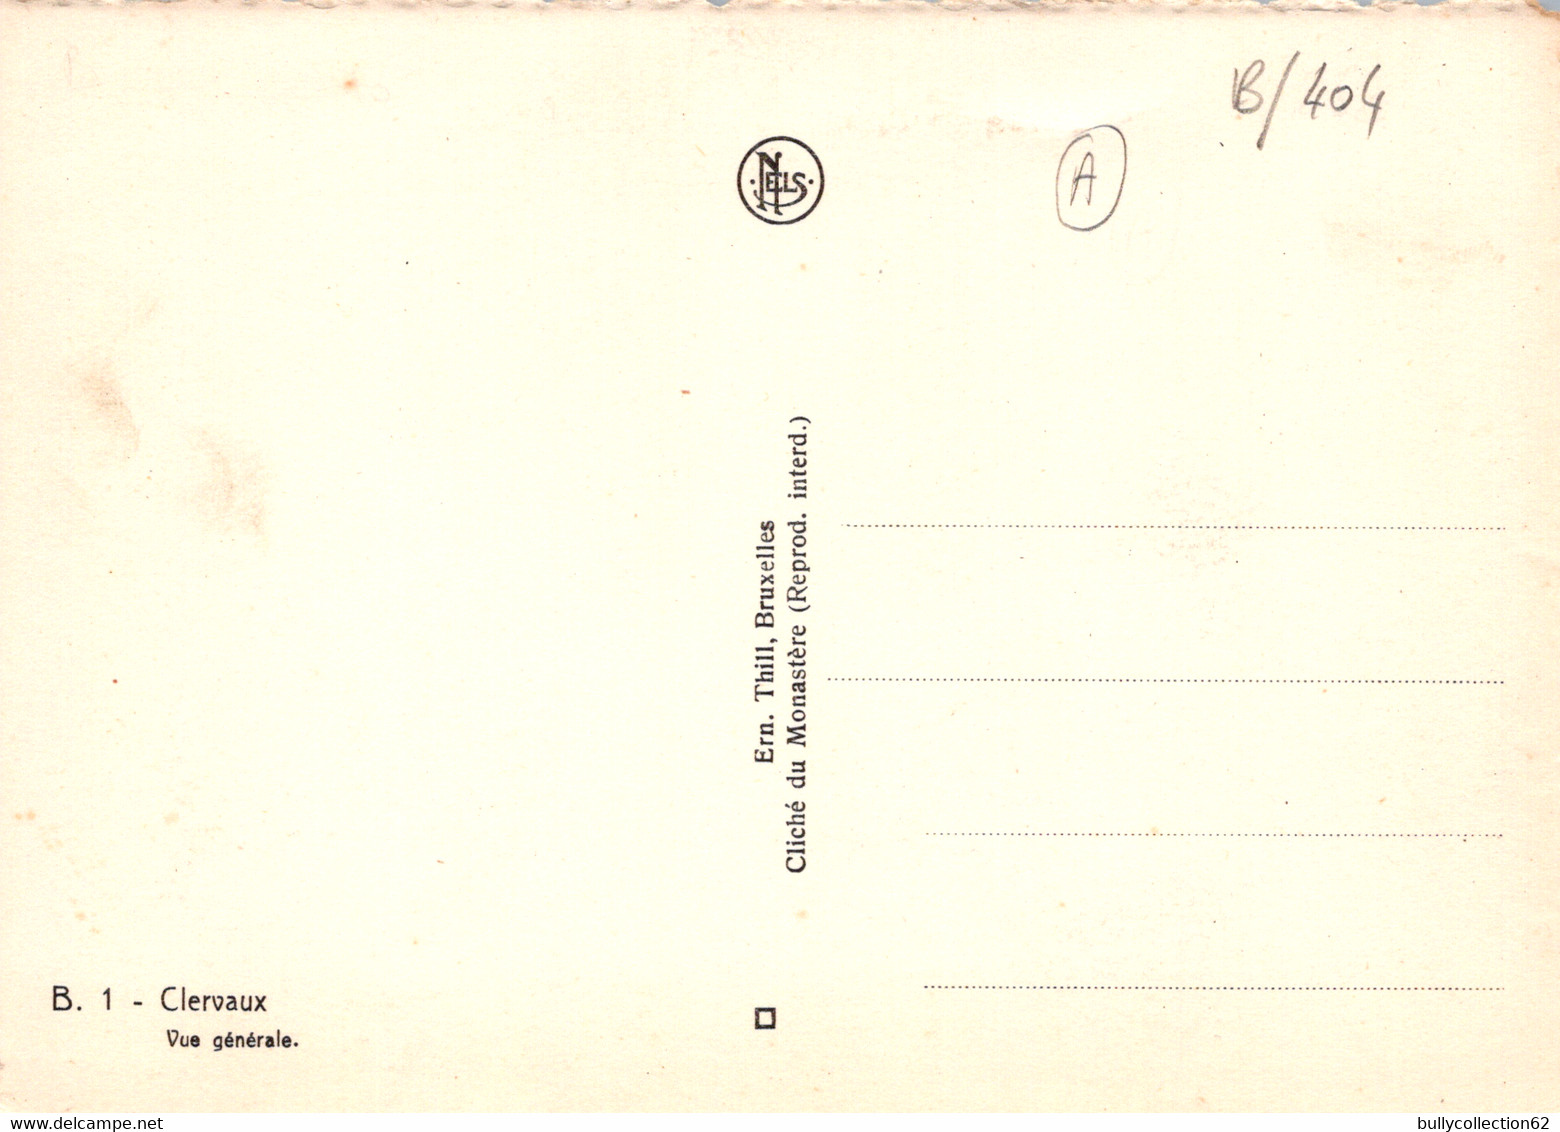 B/404
NELS
A
Ern. Thill, Bruxelles
Cliché du Monastère (Reprod. interd.)
B. 1 - Clervaux
Vue générale.
www.delcampe.net
bullycollection62